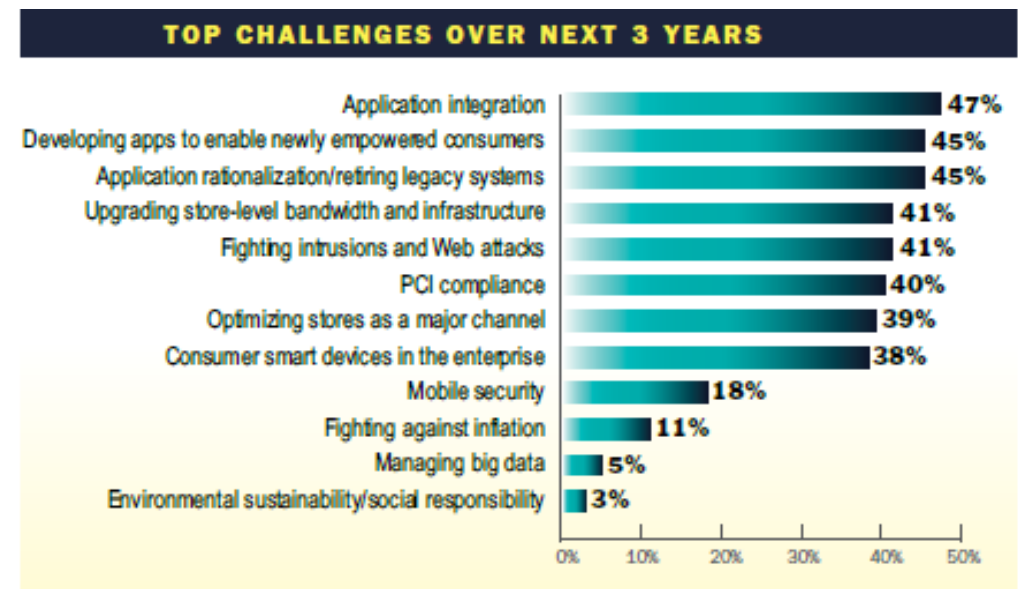 TOP CHALLENGES OVER NEXT 3 YEARS
Application integration 47%
Developing apps to enable newly empowered consumers 45%
Application rationalization/retiring legacy systems 45%
Upgrading store-level bandwidth and infrastructure 41%
Fighting intrusions and Web attacks 41%
PCI compliance 40%
Optimizing stores as a major channel 39%
Consumer smart devices in the enterprise 38%
Mobile security 18%
Fighting against inflation 11%
Managing big data 5%
Environmental sustainability/social responsibility 3%
0% 10% 20% 30% 40% 50%